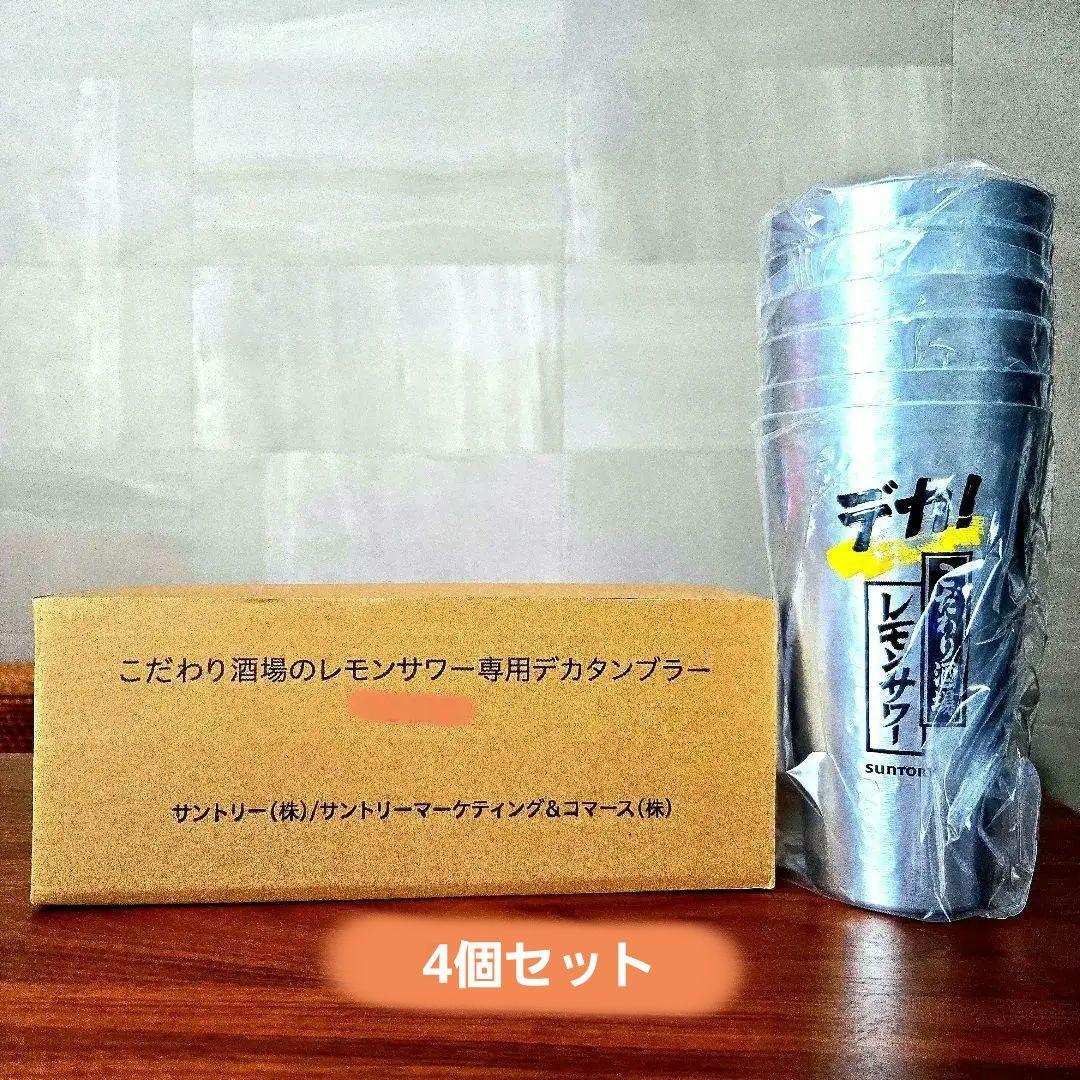 こだわり酒場のレモンサワー専用デカタンブラー
サントリー(株)/サントリーマーケティング&コマース(株)
デカ!
こだわり酒場
レモンサワー
SUNTORY
4個セット